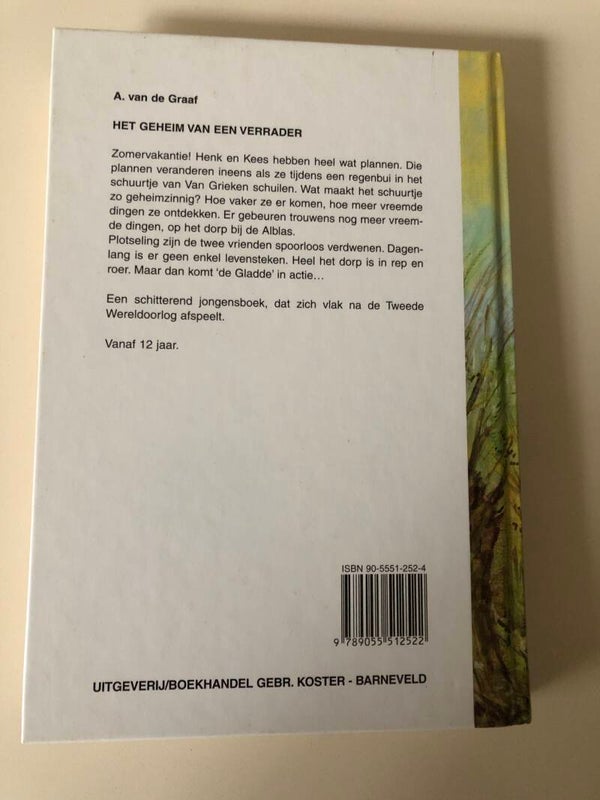 A. van de Graaf
HET GEHEIM VAN EEN VERRADER
Zomervakantie! Henk en Kees hebben heel wat plannen. Die
plannen veranderen ineens als ze tijdens een regenbui in het
schuurtje van Van Grieken schuilen. Wat maakt het schuurtje
zo geheimzinnig? Hoe vaker ze er komen, hoe meer vreemde
dingen ze ontdekken. Er gebeuren trouwens nog meer vreem-
de dingen, op het dorp bij de Alblas.
Plotseling zijn de twee vrienden spoorloos verdwenen. Dagen-
lang is er geen enkel levensteken. Heel het dorp is in rep en
roer. Maar dan komt ‘de Gladde’ in actie…
Een schitterend jongensboek, dat zich vlak na de Tweede
Wereldoorlog afspeelt.
Vanaf 12 jaar.
ISBN 90-5551-252-4
9 789055 512522
UITGEVERIJ/BOEKHANDEL GEBR. KOSTER - BARNEVELD